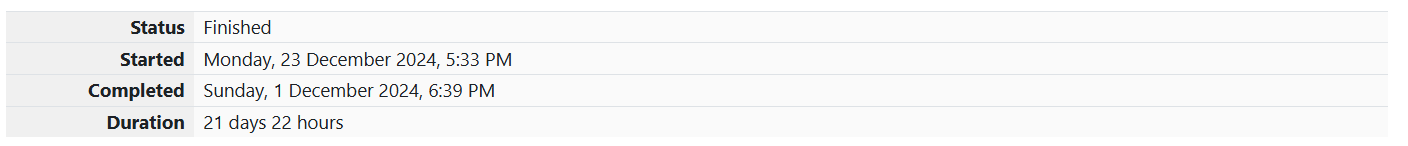 Status Finished
Started Monday, 23 December 2024, 5:33 PM
Completed Sunday, 1 December 2024, 6:39 PM
Duration 21 days 22 hours